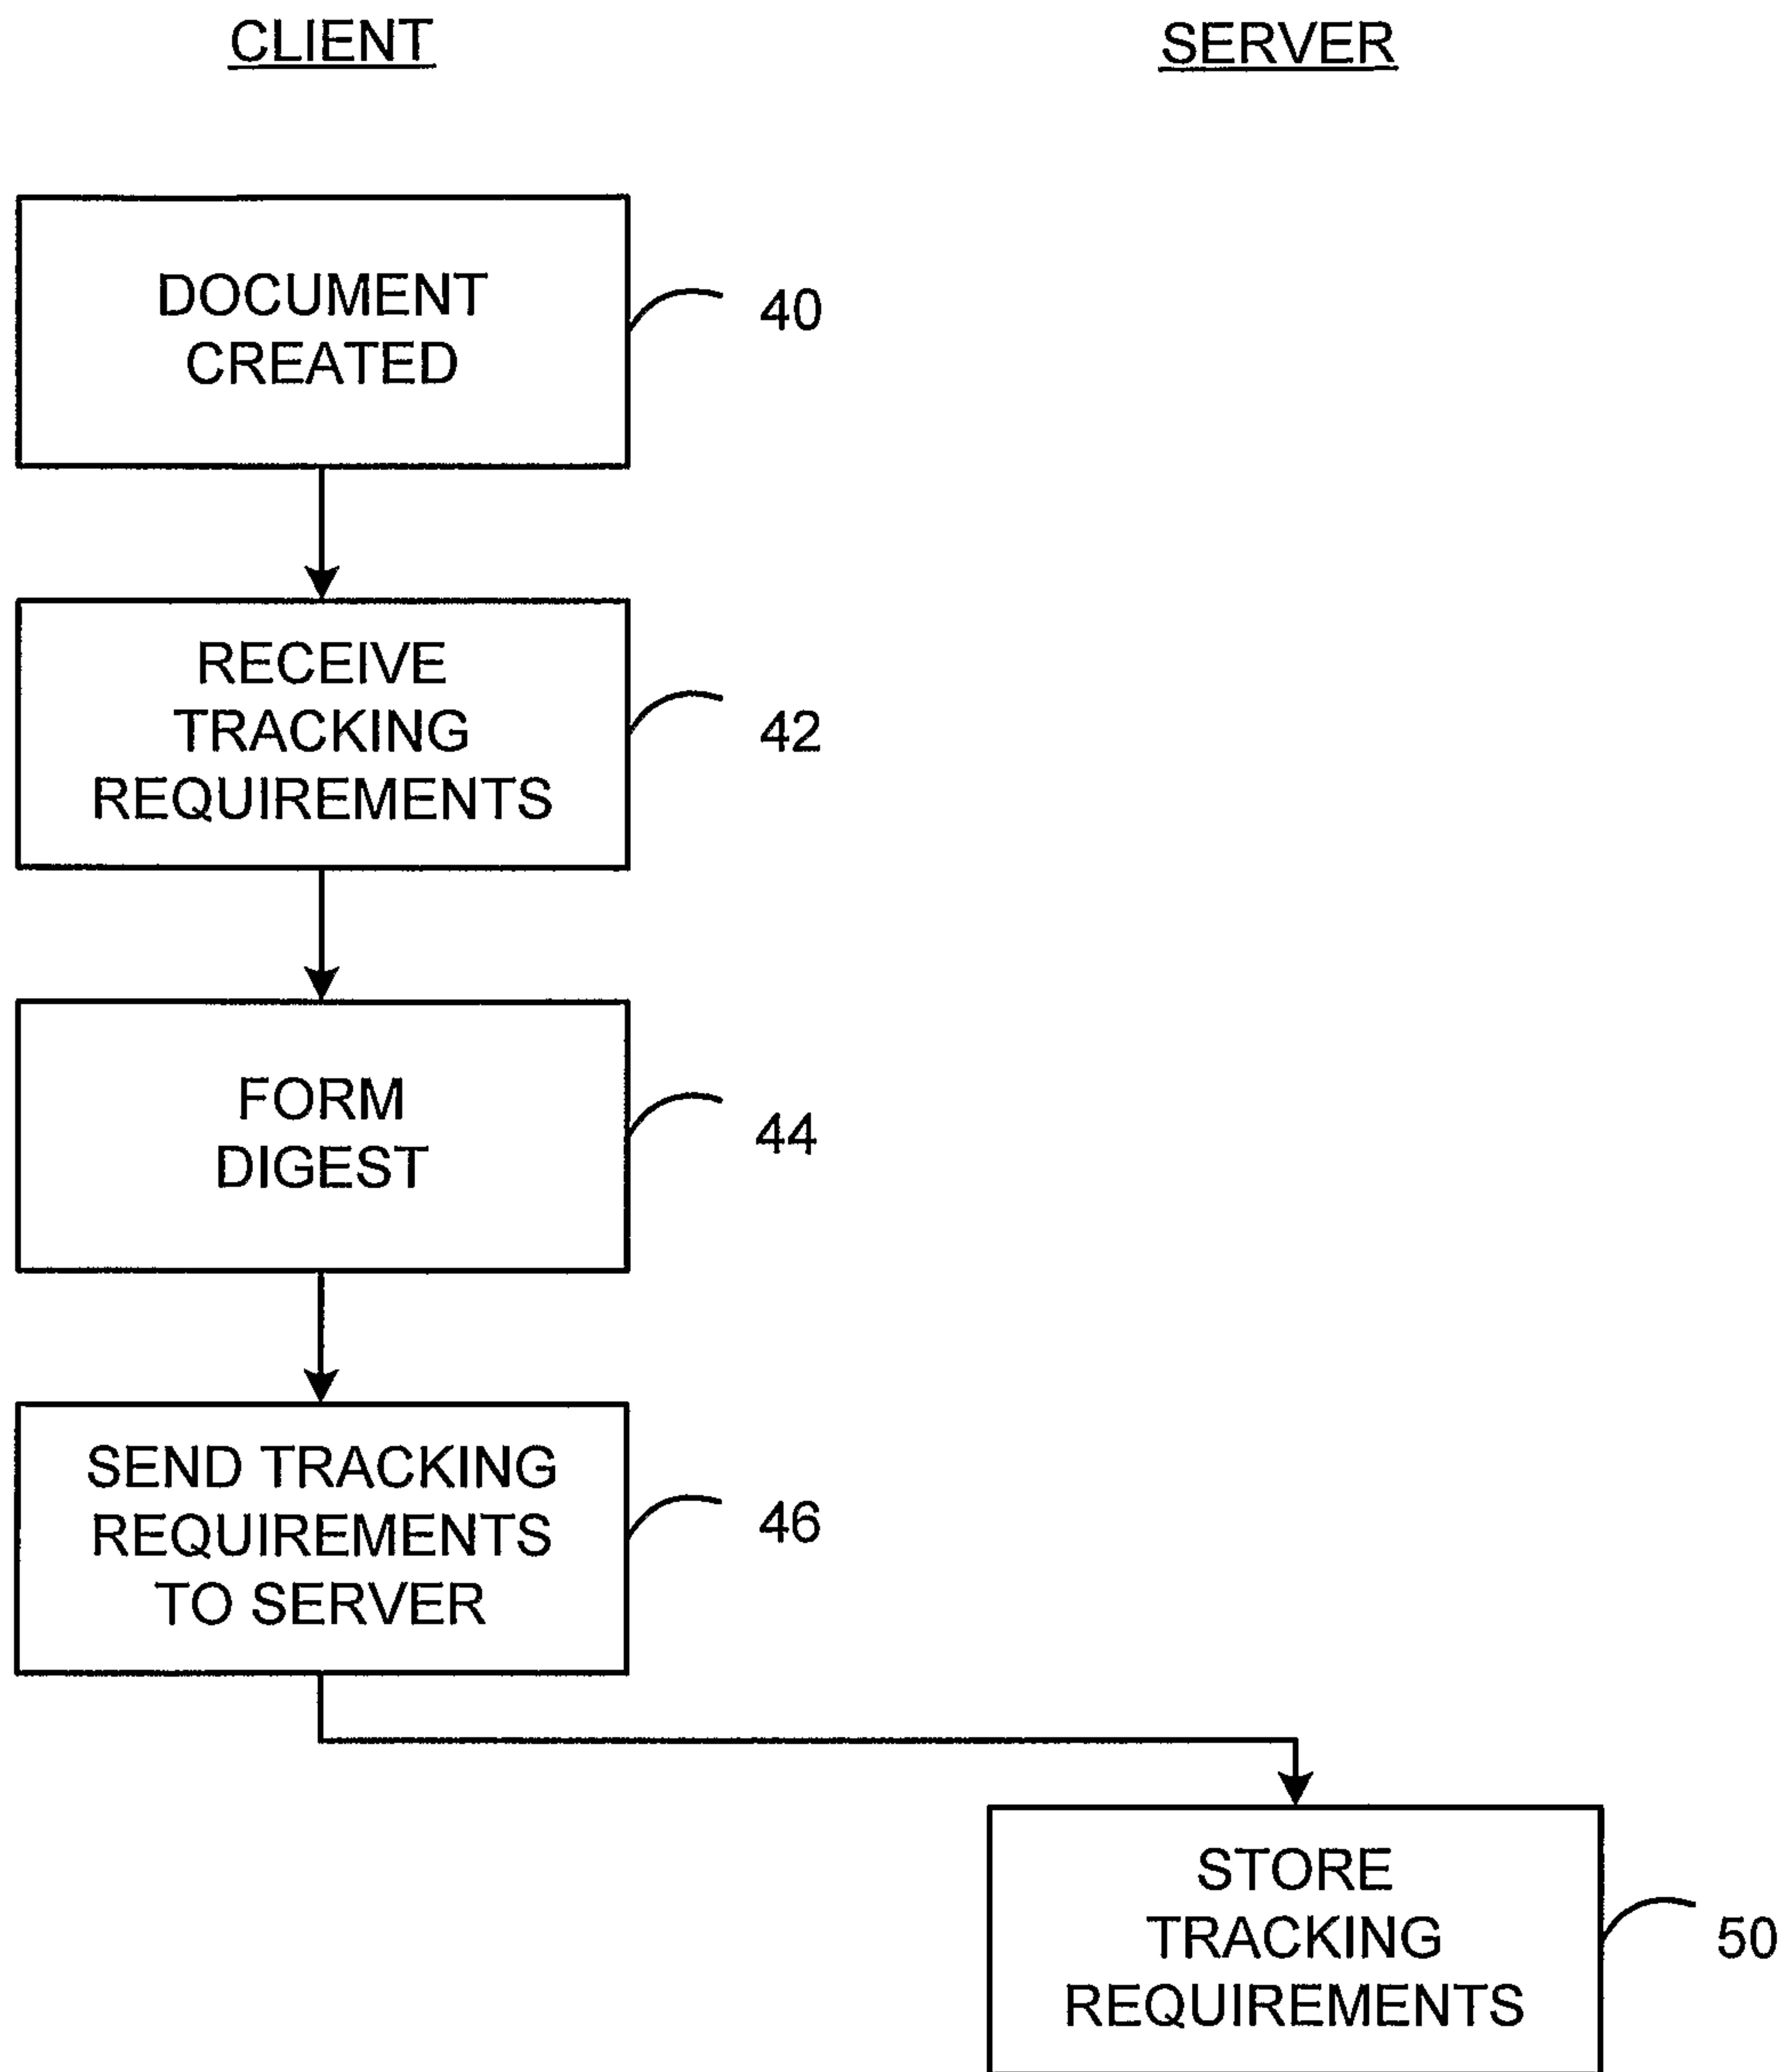 CLIENT
SERVER
DOCUMENT
CREATED
40
RECEIVE
TRACKING
REQUIREMENTS
42
FORM
DIGEST
44
SEND TRACKING
REQUIREMENTS
TO SERVER
46
STORE
TRACKING
REQUIREMENTS
50